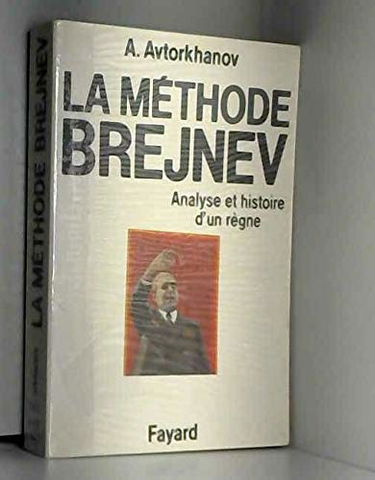 A. Avtorkhanov
LA MÉTHODE
BREJNEV
Analyse et histoire
d'un règne
Fayard
LA MÉTHODE BREJNEV